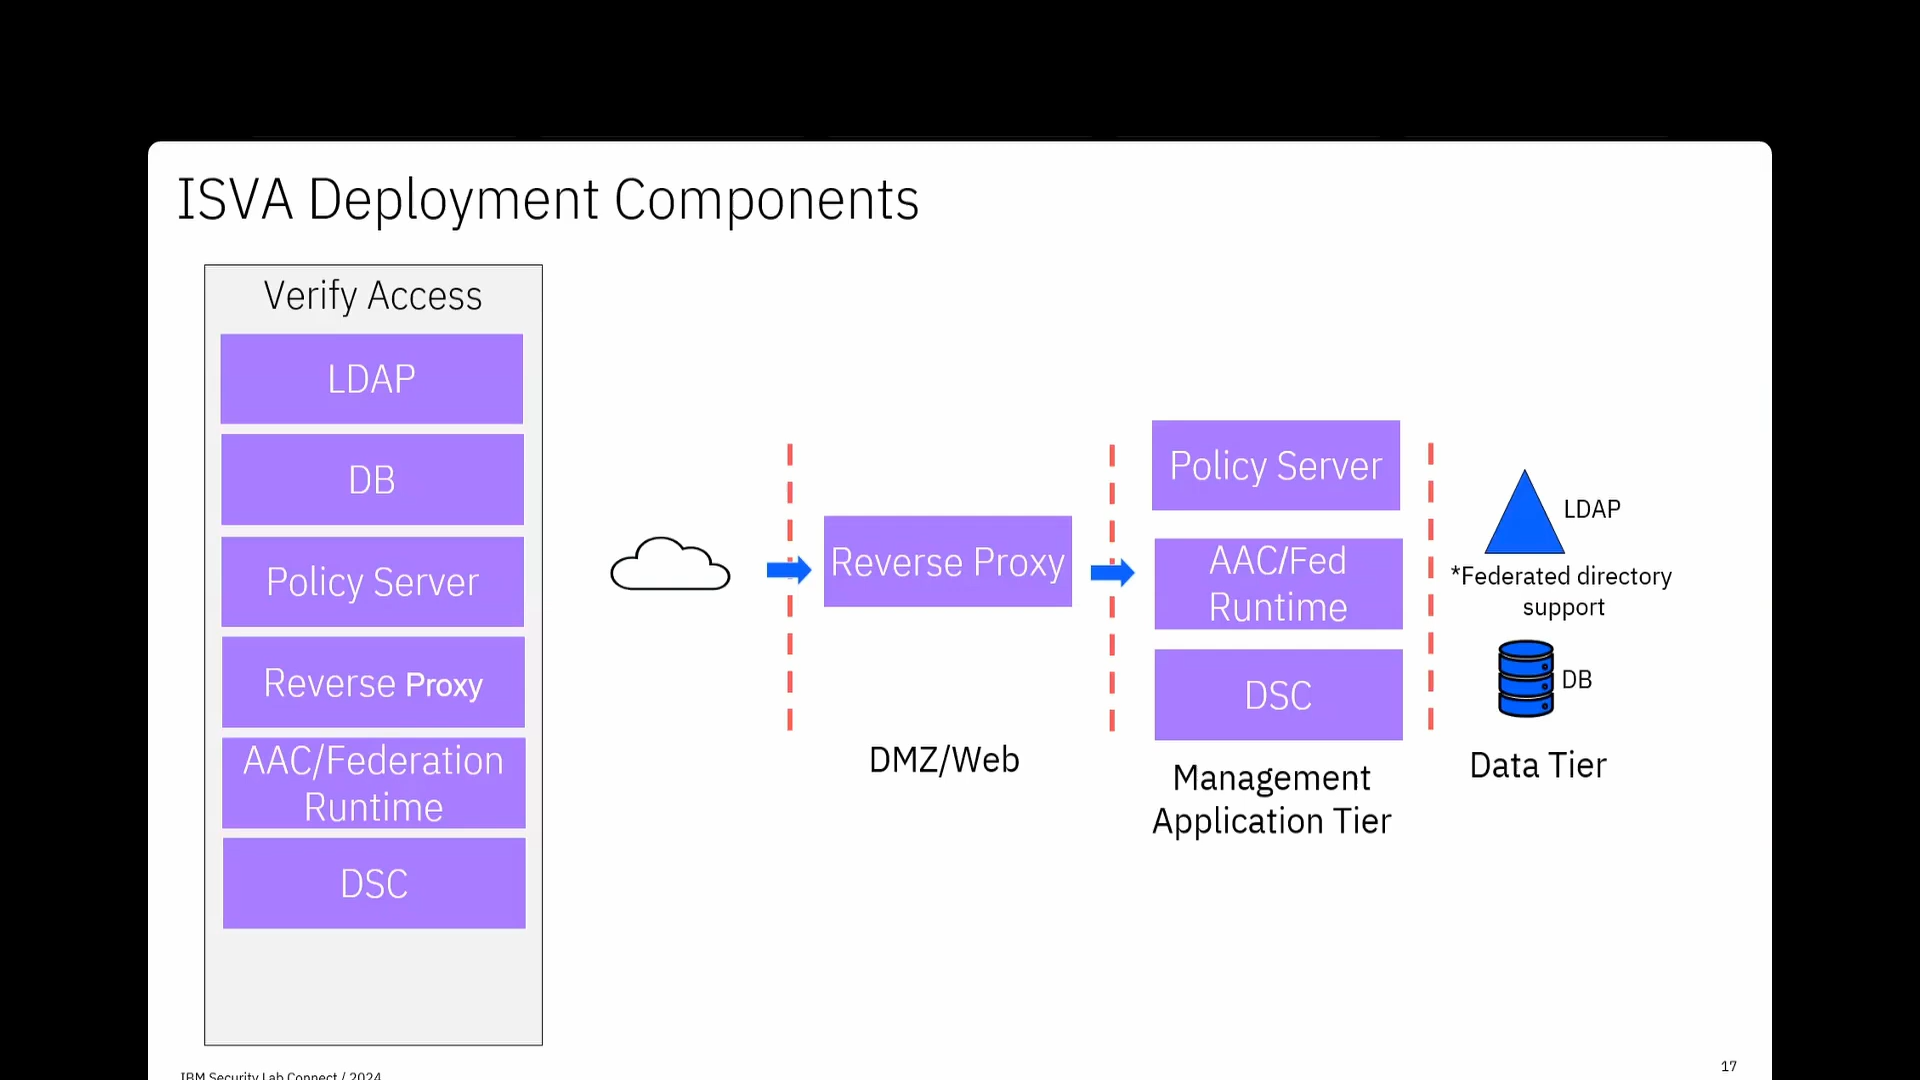 ISVA Deployment Components
Verify Access
LDAP
DB
Policy Server
Reverse Proxy
AAC/Federation
Runtime
DSC
Reverse Proxy
DMZ/Web
Policy Server
AAC/Fed
Runtime
DSC
Management
Application Tier
LDAP
*Federated directory
support
DB
Data Tier
IBM Security Lab Connect / 2024
17